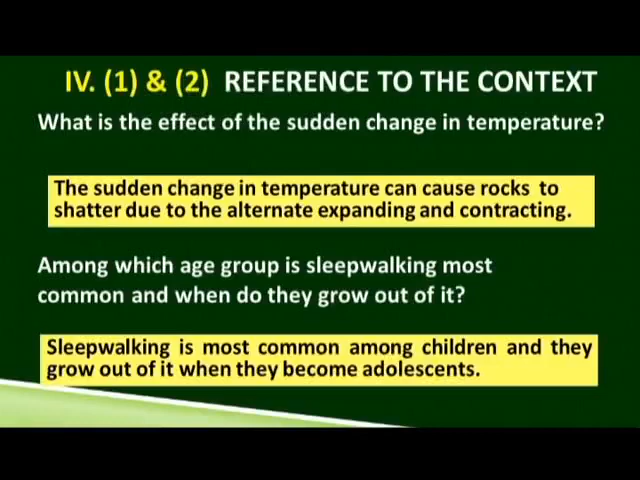 IV. (1) & (2) REFERENCE TO THE CONTEXT
What is the effect of the sudden change in temperature?
The sudden change in temperature can cause rocks to
shatter due to the alternate expanding and contracting.
Among which age group is sleepwalking most
common and when do they grow out of it?
Sleepwalking is most common among children and they
grow out of it when they become adolescents.